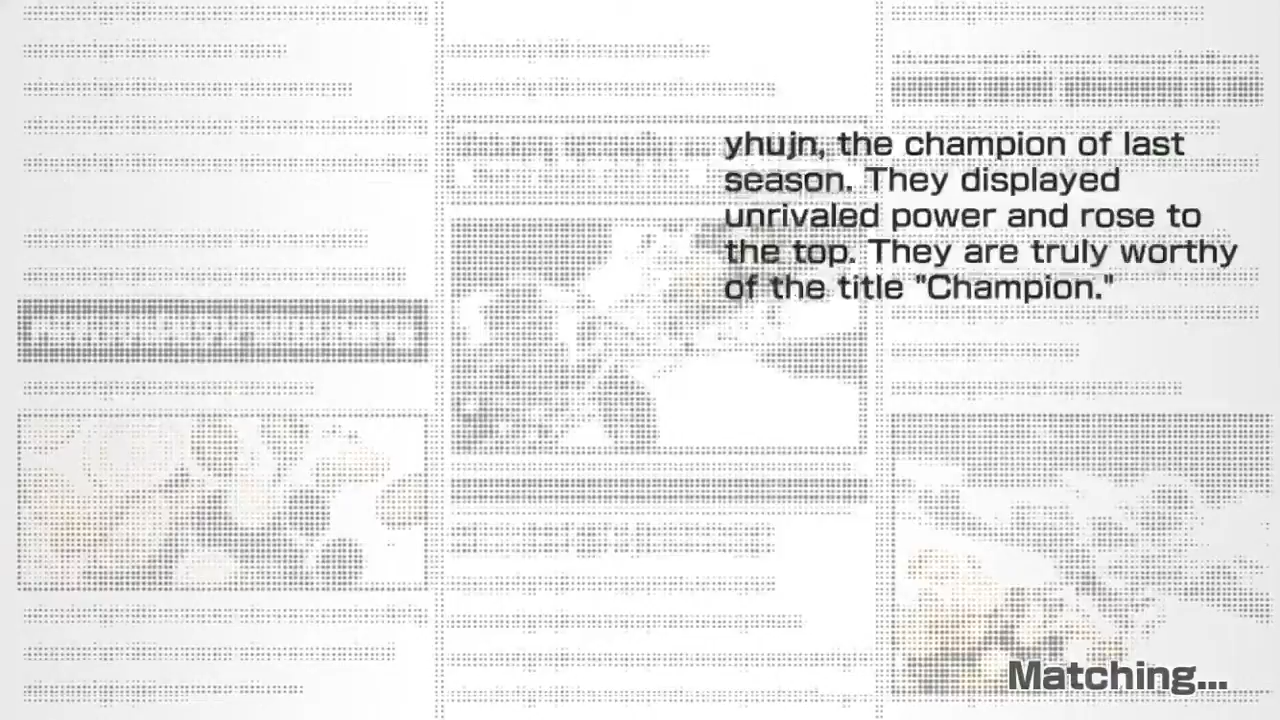 yhujn, the champion of last
season. They displayed
unrivaled power and rose to
the top. They are truly worthy
of the title "Champion."
Matching...